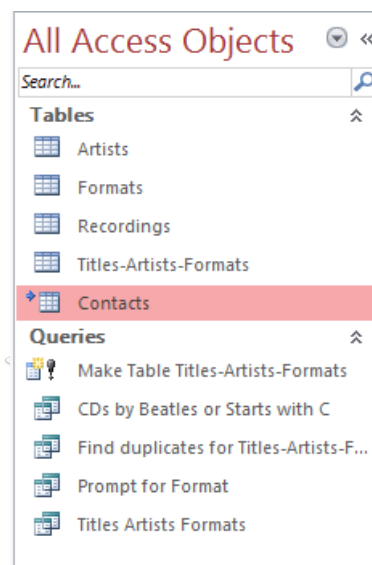 All Access Objects
Search...
Tables
Artists
Formats
Recordings
Titles-Artists-Formats
Contacts
Queries
Make Table Titles-Artists-Formats
CDs by Beatles or Starts with C
Find duplicates for Titles-Artists-F...
Prompt for Format
Titles Artists Formats